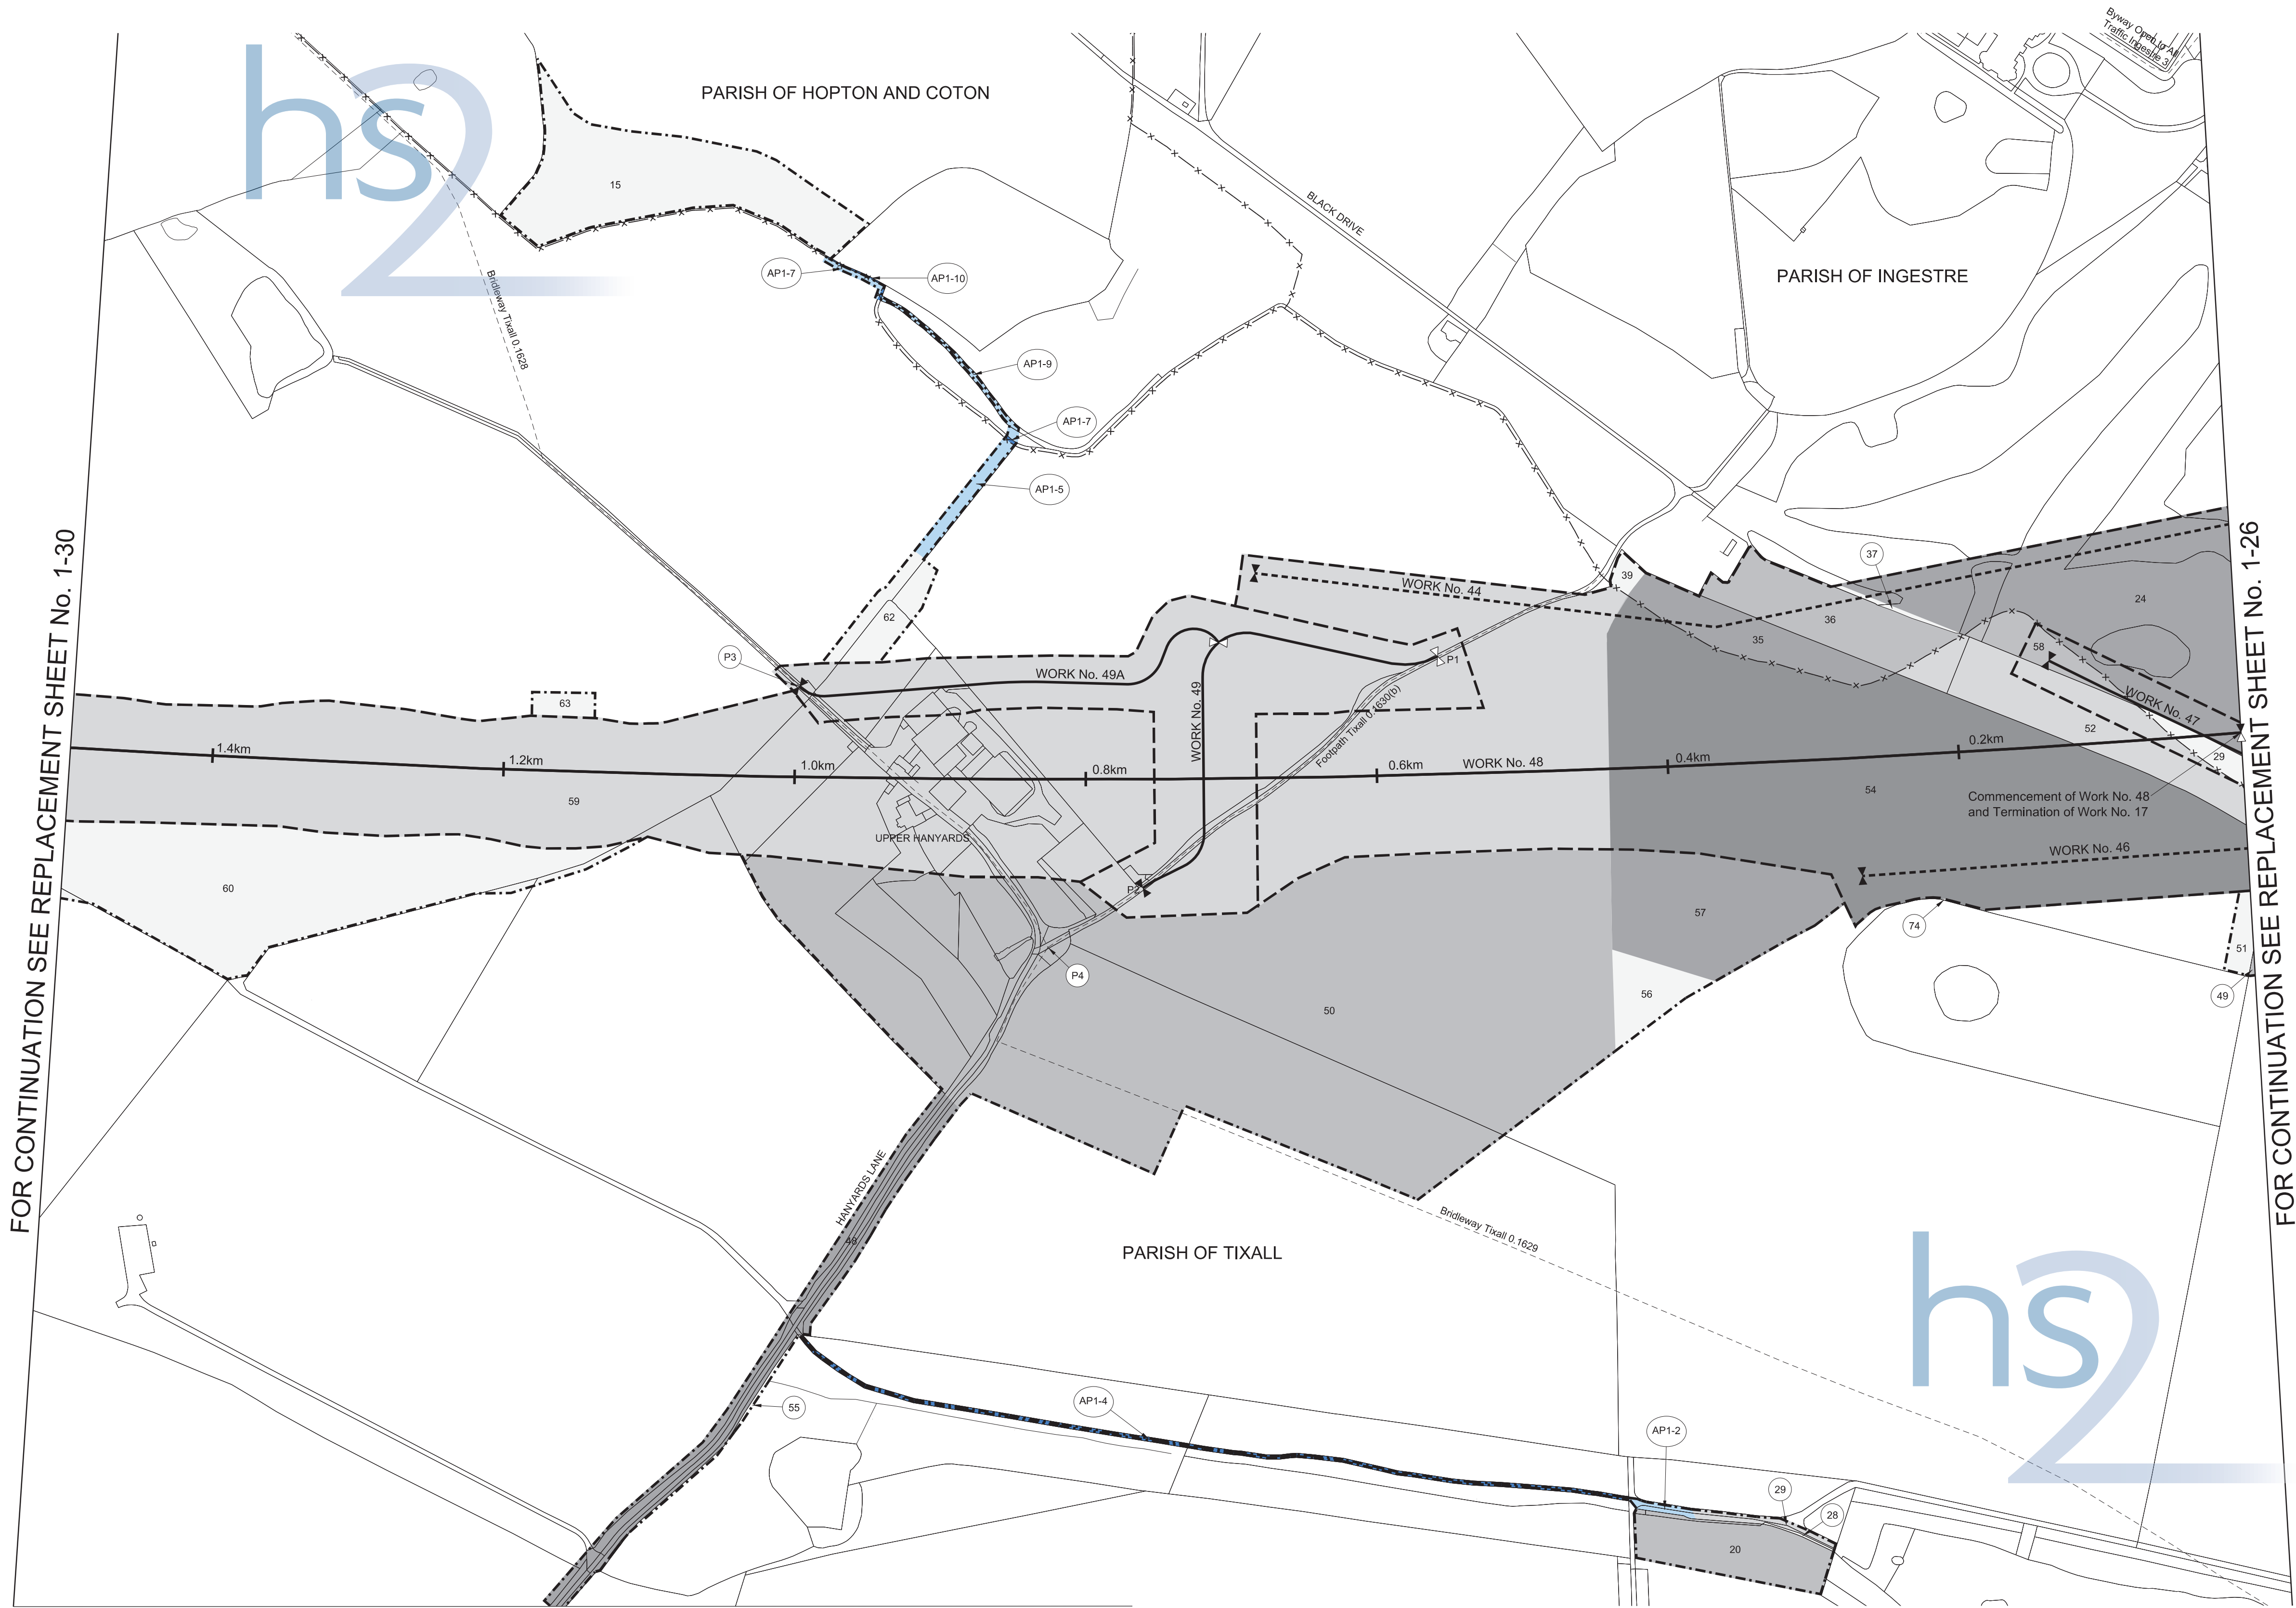 Byway Open to All
Traffic Ingestre 3
hs2
PARISH OF HOPTON AND COTON
15
BLACK DRIVE
PARISH OF INGESTRE
AP1-7
AP1-10
Bridleway Tixall 0.1628
AP1-9
AP1-7
AP1-5
FOR CONTINUATION SEE REPLACEMENT SHEET No. 1-30
FOR CONTINUATION SEE REPLACEMENT SHEET No. 1-26
37
39
WORK No. 44
24
62
36
35
58
P3
P1
WORK No. 49A
WORK No. 49
Footpath Tixall 0.1630(b)
63
WORK No. 47
52
29
1.4km
1.2km
1.0km
0.8km
0.6km
WORK No. 48
0.4km
0.2km
59
54
Commencement of Work No. 48
and Termination of Work No. 17
UPPER HANYARDS
WORK No. 46
60
P2
57
74
51
P4
56
49
50
HANYARDS LANE
48
Bridleway Tixall 0.1629
PARISH OF TIXALL
hs2
55
AP1-4
AP1-2
29
28
20